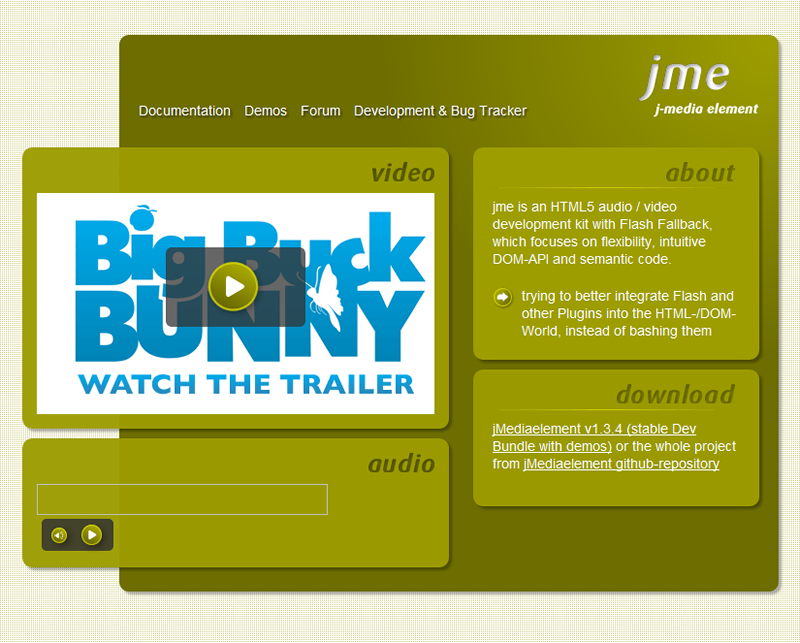 jme
j-media element
Documentation Demos Forum Development & Bug Tracker
video
Big Buck
BUNNY
WATCH THE TRAILER
audio
about
jme is an HTML5 audio / video
development kit with Flash Fallback,
which focuses on flexibility, intuitive
DOM-API and semantic code.
trying to better integrate Flash and
other Plugins into the HTML-/DOM-
World, instead of bashing them
download
jMediaelement v1.3.4 (stable Dev
Bundle with demos) or the whole project
from jMediaelement github-repository